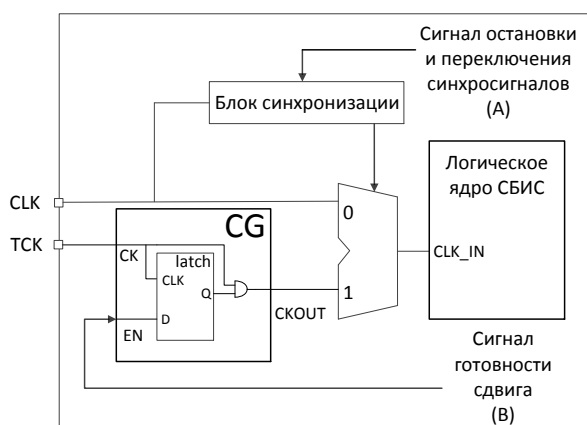 Сигнал остановки
и переключения
синхросигналов
(A)
Блок синхронизации
Логическое
ядро СБИС
CLK
0
CG
TCK
CK
latch
CLK
Q
CLK_IN
1
CKOUT
D
EN
Сигнал
готовности
сдвига
(B)